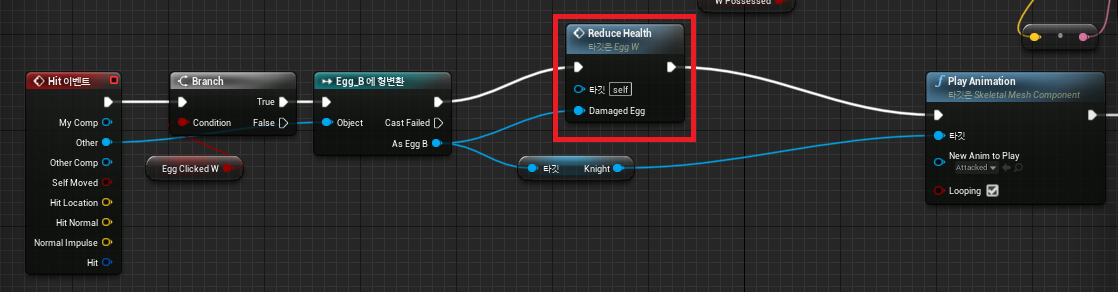 W Possessed
Reduce Health
타깃은 Egg W
타깃 self
Damaged Egg
Hit 이벤트
My Comp
Other
Other Comp
Self Moved
Hit Location
Hit Normal
Normal Impulse
Hit
Branch
True
Condition
False
Egg Clicked W
Egg_B 에 형변환
Object
Cast Failed
As Egg B
타깃
Knight
Play Animation
타깃은 Skeletal Mesh Component
타깃
New Anim to Play
Attacked
Looping